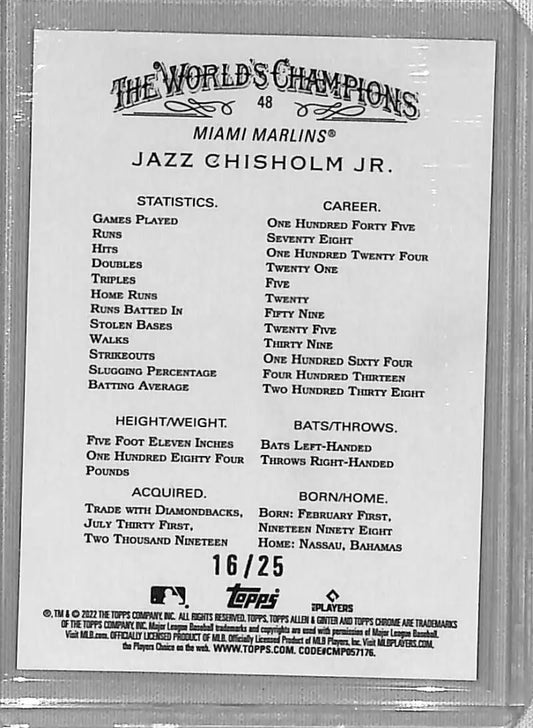 THE WORLD'S CHAMPIONS
48
MIAMI MARLINS®
JAZZ CHISHOLM JR.
STATISTICS. CAREER.
GAMES PLAYED ONE HUNDRED FORTY FIVE
RUNS SEVENTY EIGHT
HITS ONE HUNDRED TWENTY FOUR
DOUBLES TWENTY ONE
TRIPLES FIVE
HOME RUNS TWENTY
RUNS BATTED IN FIFTY NINE
STOLEN BASES TWENTY FIVE
WALKS THIRTY NINE
STRIKEOUTS ONE HUNDRED SIXTY FOUR
SLUGGING PERCENTAGE FOUR HUNDRED THIRTEEN
BATTING AVERAGE TWO HUNDRED THIRTY EIGHT
HEIGHT/WEIGHT.
FIVE FOOT ELEVEN INCHES
ONE HUNDRED EIGHTY FOUR
POUNDS
BATS/THROWS.
BATS LEFT-HANDED
THROWS RIGHT-HANDED
ACQUIRED.
TRADE WITH DIAMONDBACKS,
JULY THIRTY FIRST,
TWO THOUSAND NINETEEN
BORN/HOME.
BORN: FEBRUARY FIRST,
NINETEEN NINETY EIGHT
HOME: NASSAU, BAHAMAS
16/25
topps
PLAYERS
®, TM & © 2022 THE TOPPS COMPANY, INC. ALL RIGHTS RESERVED. TOPPS, TOPPS ALLEN & GINTER AND TOPPS CHROME ARE TRADEMARKS
OF THE TOPPS COMPANY, INC. Major League Baseball trademarks and copyrights are used with permission of Major League Baseball.
Visit MLB.com. OFFICIALLY LICENSED PRODUCT OF MLB Players, Inc. Visit MLBPLAYERS.COM,
the Players Choice on the web. WWW.TOPPS.COM. CODE#CMP057176.